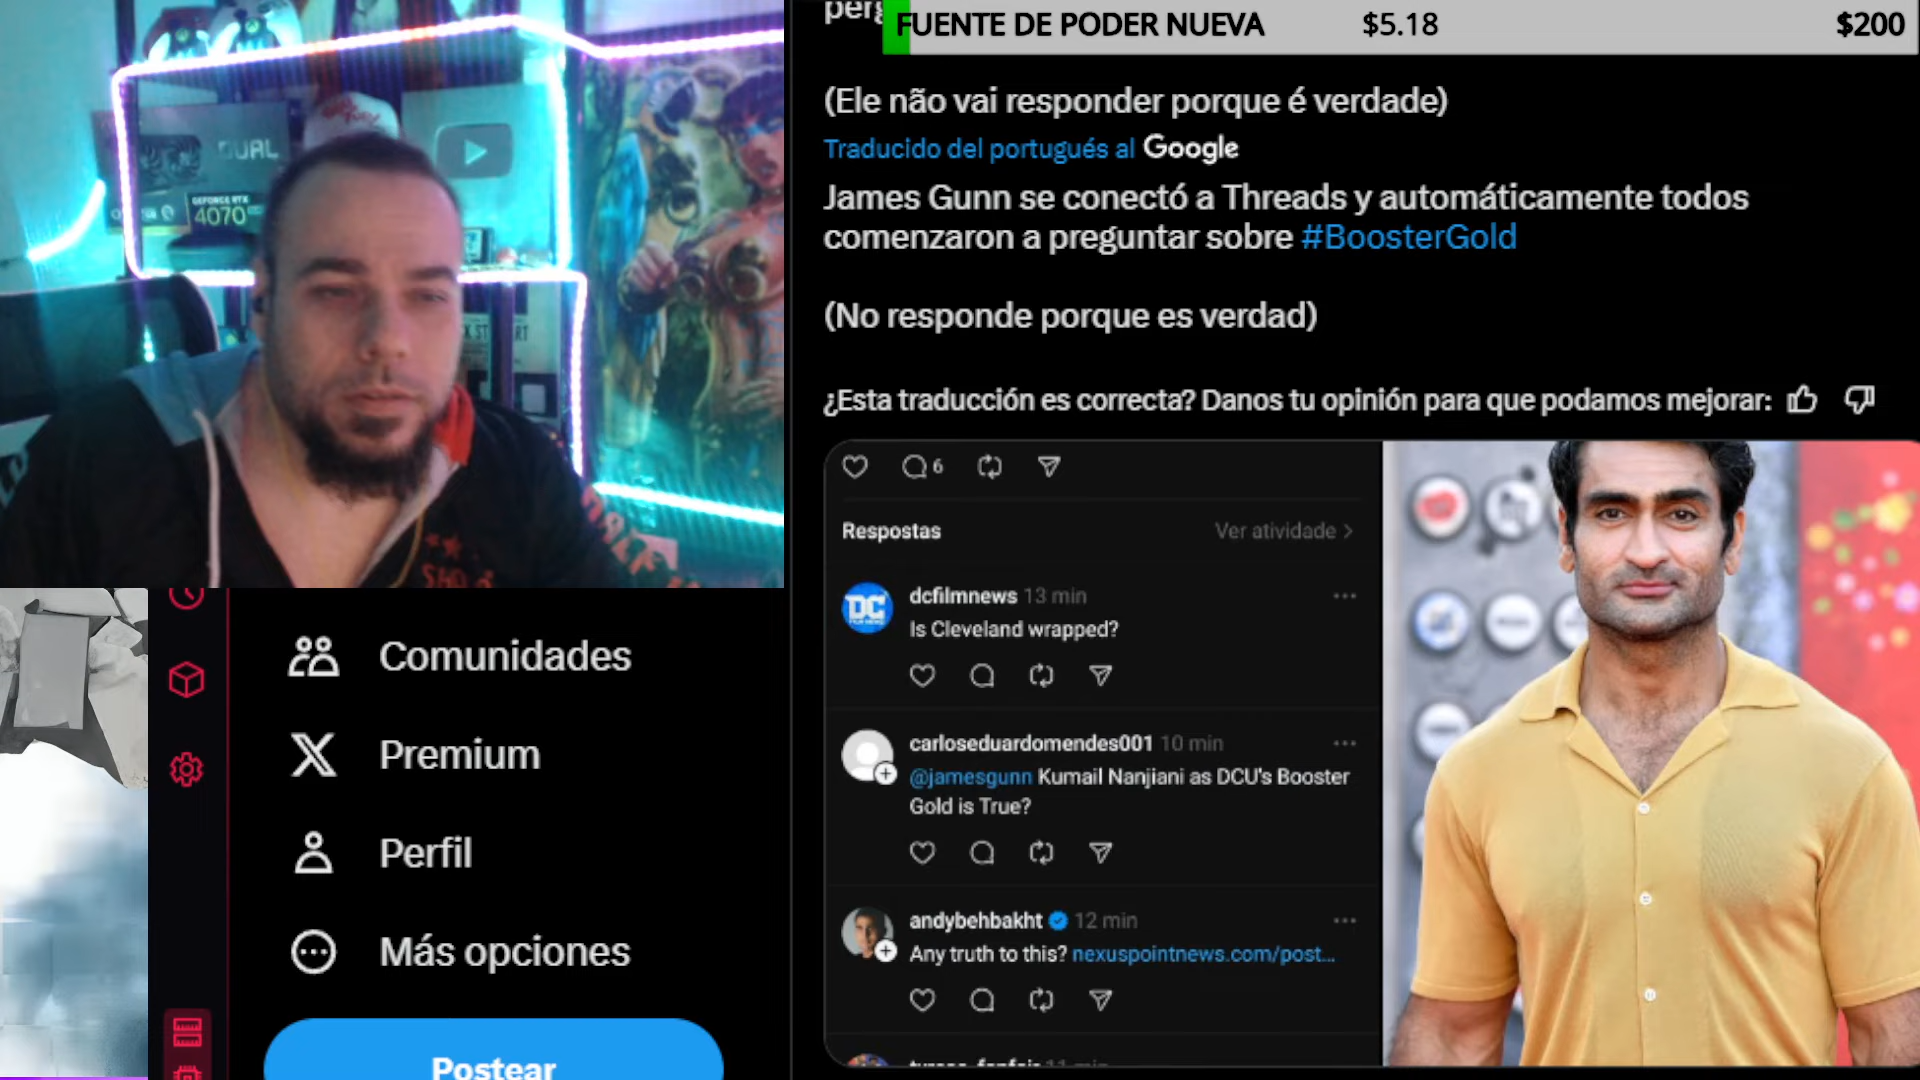 FUENTE DE PODER NUEVA $5.18 $200
(Ele não vai responder porque é verdade)
Traducido del portugués al Google
James Gunn se conectó a Threads y automáticamente todos
comenzaron a preguntar sobre #BoosterGold
(No responde porque es verdad)
¿Esta traducción es correcta? Danos tu opinión para que podamos mejorar:
6
Respostas
Ver atividade >
dcfilmnews 13 min
Is Cleveland wrapped?
carloseduardomendes001 10 min
@jamesgunn Kumail Nanjiani as DCU's Booster
Gold is True?
andybehbakht 12 min
Any truth to this? nexuspointnews.com/post...
DUAL
GEFORCE RTX
4070
DC
Comunidades
Premium
Perfil
Más opciones
Postear